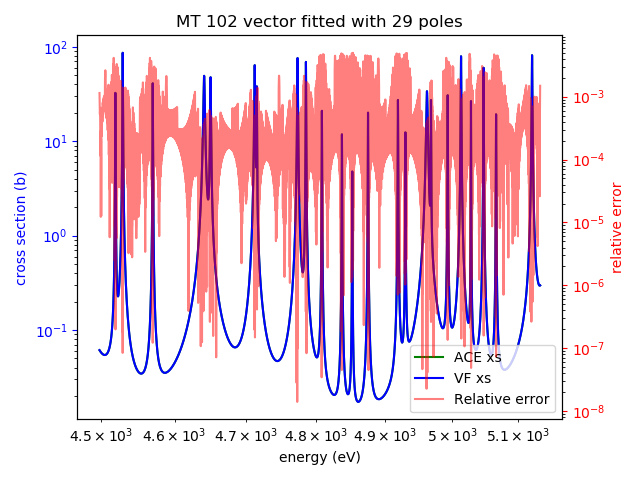 MT 102 vector fitted with 29 poles
10²
10¹
10⁰
10⁻¹
cross section (b)
10⁻³
10⁻⁴
10⁻⁵
10⁻⁶
10⁻⁷
10⁻⁸
relative error
ACE xs
VF xs
Relative error
4.5 × 10³ 4.6 × 10³ 4.7 × 10³ 4.8 × 10³ 4.9 × 10³ 5 × 10³ 5.1 × 10³
energy (eV)